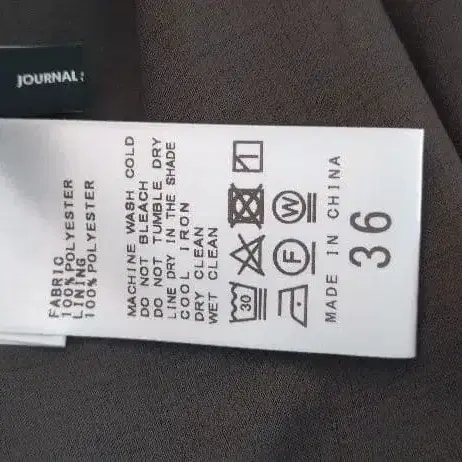 JOURNAL
FABRIC
100% POLYESTER
LINING
100% POLYESTER
MACHINE WASH COLD
DO NOT BLEACH
DO NOT TUMBLE DRY
LINE DRY IN THE SHADE
COOL IRON
DRY CLEAN
WET CLEAN
30
F
W
MADE IN CHINA
36